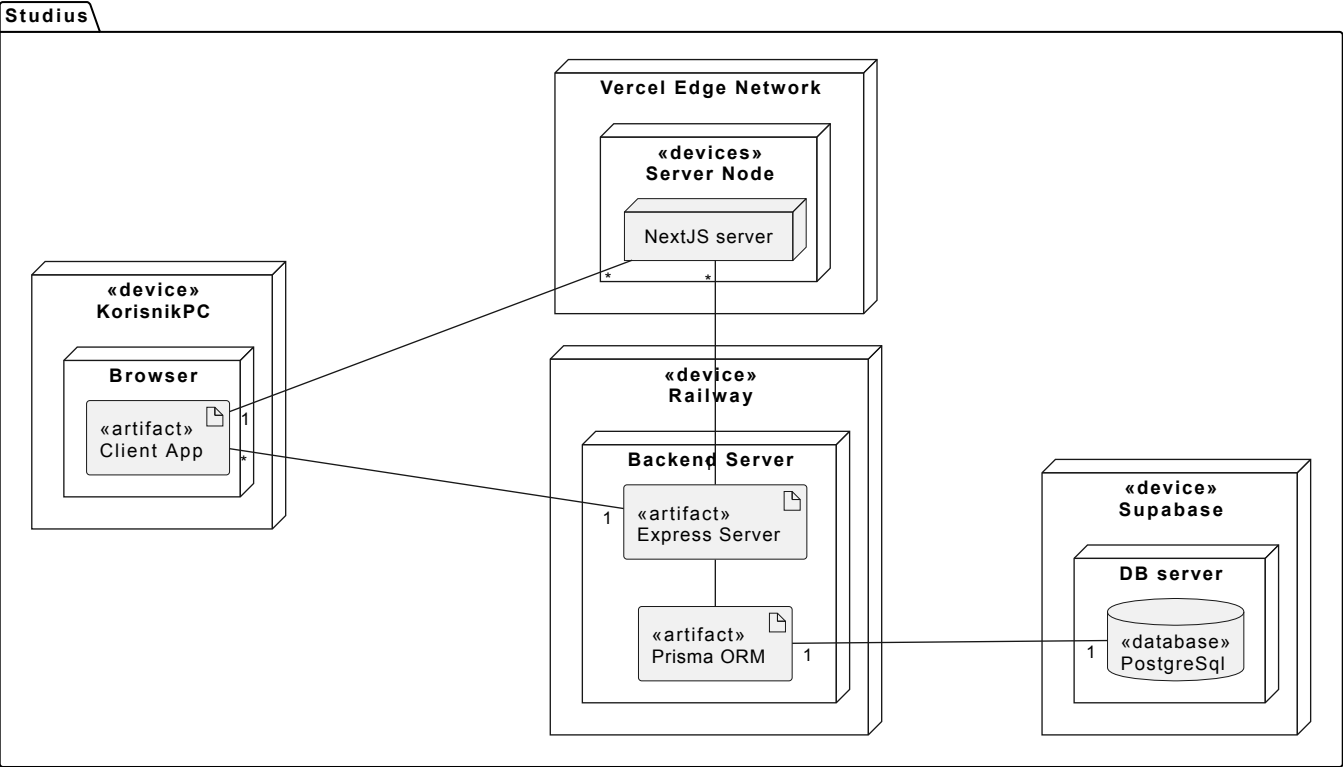 Studius
Vercel Edge Network
«devices»
Server Node
NextJS server
*
*
«device»
KorisnikPC
Browser
«artifact»
Client App
1
*
«device»
Railway
Backend Server
1
«artifact»
Express Server
1
«artifact»
Prisma ORM
1
«device»
Supabase
DB server
«database»
PostgreSql
1